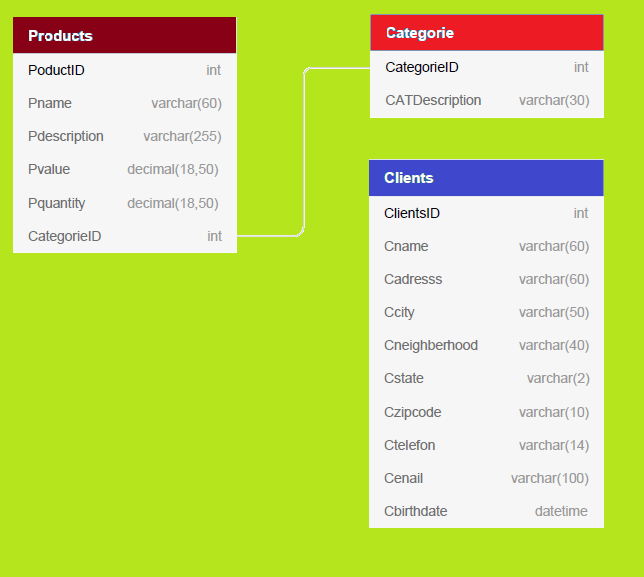 Products
PoductID int
Pname varchar(60)
Pdescription varchar(255)
Pvalue decimal(18,50)
Pquantity decimal(18,50)
CategorieID int
Categorie
CategorieID int
CATDescription varchar(30)
Clients
ClientsID int
Cname varchar(60)
Cadresss varchar(60)
Ccity varchar(50)
Cneighberhood varchar(40)
Cstate varchar(2)
Czipcode varchar(10)
Ctelefon varchar(14)
Cenail varchar(100)
Cbirthdate datetime